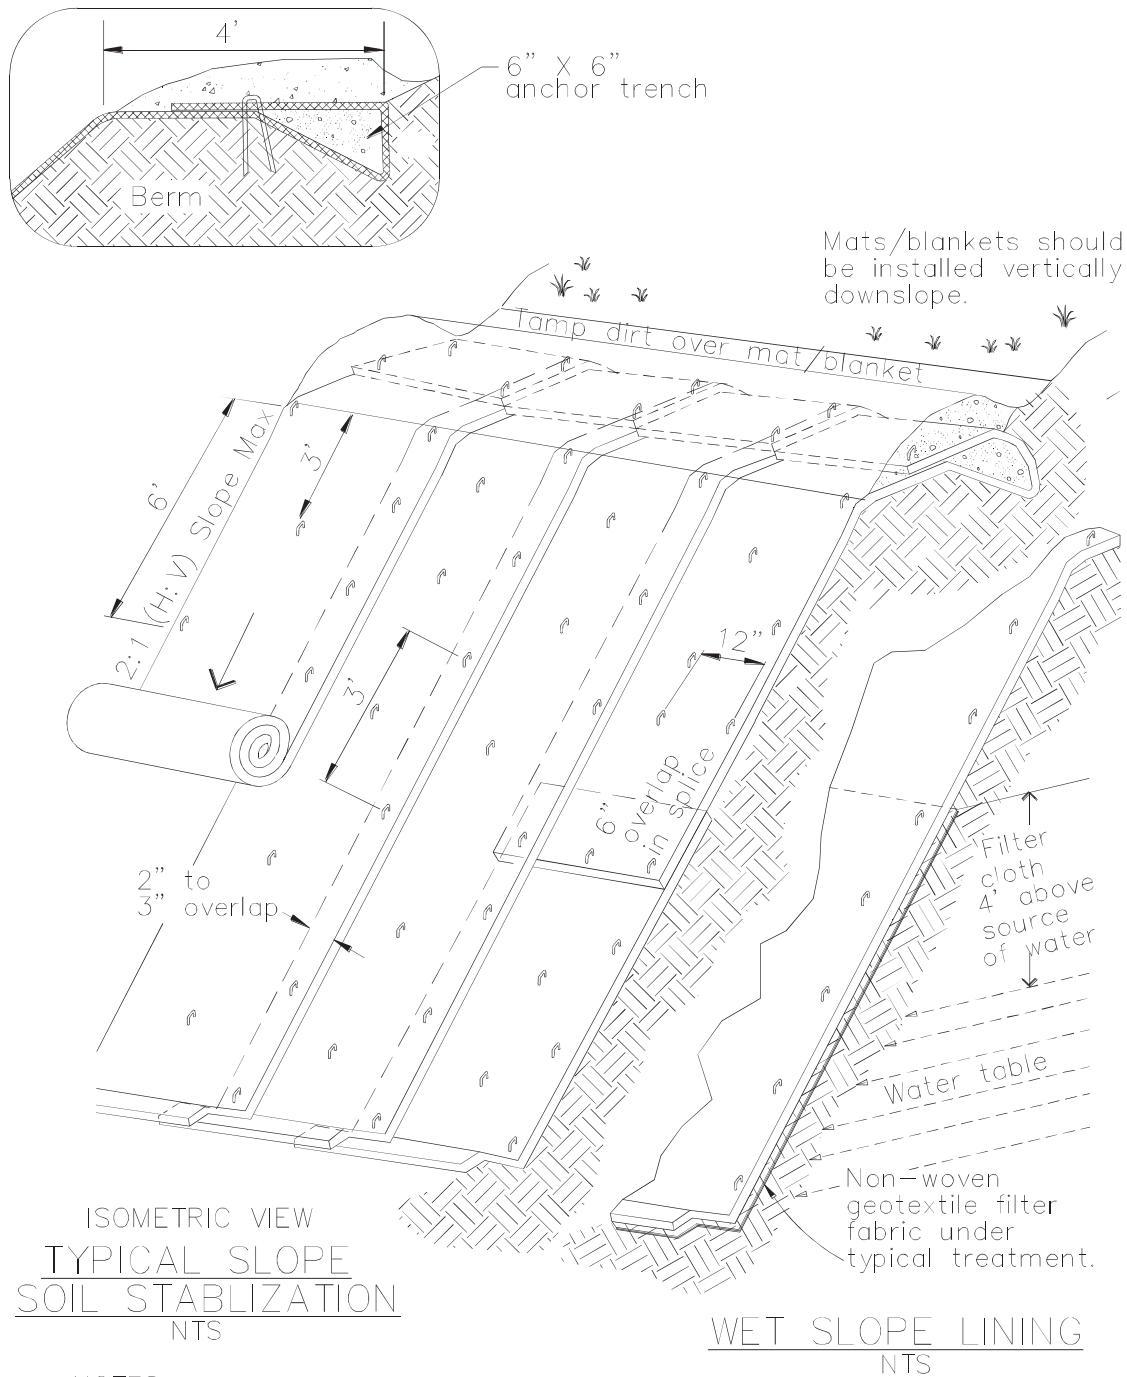 4'
6" X 6"
anchor trench
Berm
Mats/blankets should
be installed vertically
downslope.
Tamp dirt over mat/blanket
6'
2:1 (H:V) Slope Max
3'
3'
12"
6"
overlap
in splice
2" to
3" overlap
Filter
cloth
4' above
source
of water
Water table
Non-woven
geotextile filter
fabric under
typical treatment.
ISOMETRIC VIEW
TYPICAL SLOPE
SOIL STABLIZATION
NTS
WET SLOPE LINING
NTS